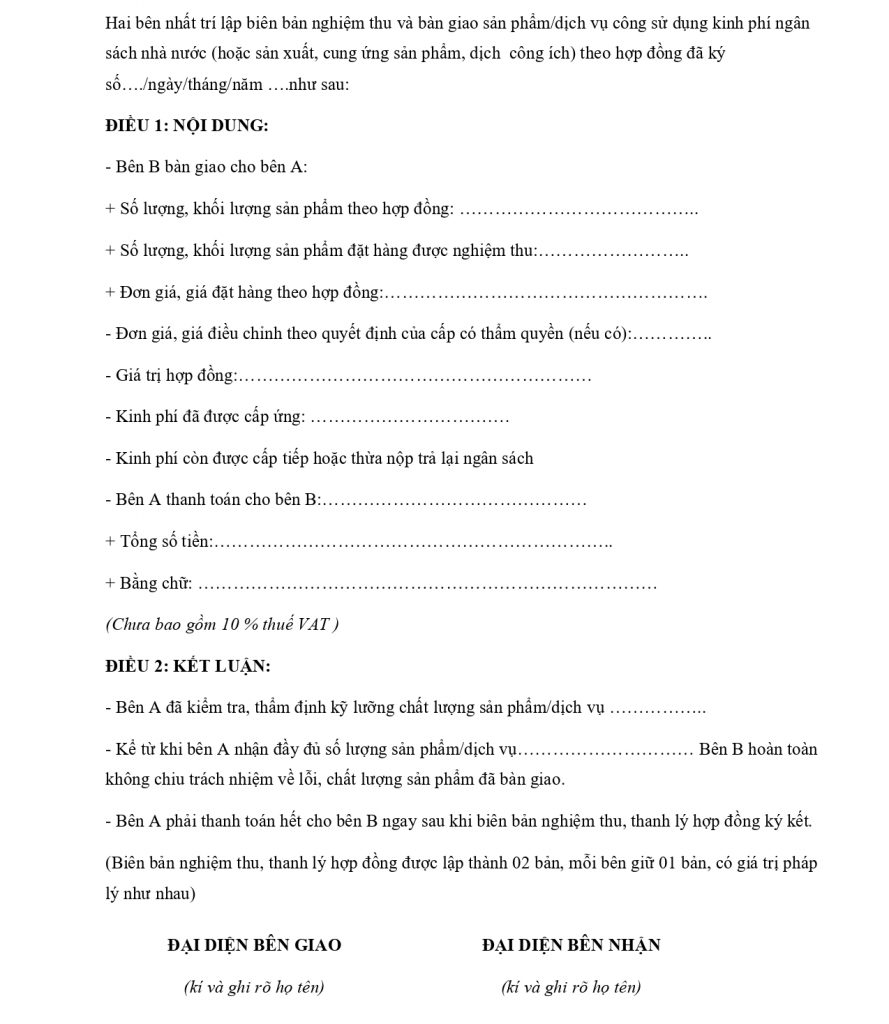 Hai bên nhất trí lập biên bản nghiệm thu và bàn giao sản phẩm/dịch vụ công sử dụng kinh phí ngân
sách nhà nước (hoặc sản xuất, cung ứng sản phẩm, dịch công ích) theo hợp đồng đã ký
số…./ngày/tháng/năm ….như sau:
ĐIỀU 1: NỘI DUNG:
- Bên B bàn giao cho bên A:
+ Số lượng, khối lượng sản phẩm theo hợp đồng: …………………………………..
+ Số lượng, khối lượng sản phẩm đặt hàng được nghiệm thu:……………………..
+ Đơn giá, giá đặt hàng theo hợp đồng:……………………………………………….
- Đơn giá, giá điều chỉnh theo quyết định của cấp có thẩm quyền (nếu có):…………..
- Giá trị hợp đồng:……………………………………………………
- Kinh phí đã được cấp ứng: ……………………………
- Kinh phí còn được cấp tiếp hoặc thừa nộp trả lại ngân sách
- Bên A thanh toán cho bên B:………………………………………
+ Tổng số tiền:…………………………………………………………..
+ Bằng chữ: ……………………………………………………………………
(Chưa bao gồm 10 % thuế VAT )
ĐIỀU 2: KẾT LUẬN:
- Bên A đã kiểm tra, thẩm định kỹ lưỡng chất lượng sản phẩm/dịch vụ ……………..
- Kể từ khi bên A nhận đầy đủ số lượng sản phẩm/dịch vụ………………………… Bên B hoàn toàn
không chiu trách nhiệm về lỗi, chất lượng sản phẩm đã bàn giao.
- Bên A phải thanh toán hết cho bên B ngay sau khi biên bản nghiệm thu, thanh lý hợp đồng ký kết.
(Biên bản nghiệm thu, thanh lý hợp đồng được lập thành 02 bản, mỗi bên giữ 01 bản, có giá trị pháp
lý như nhau)
ĐẠI DIỆN BÊN GIAO ĐẠI DIỆN BÊN NHẬN
(kí và ghi rõ họ tên) (kí và ghi rõ họ tên)